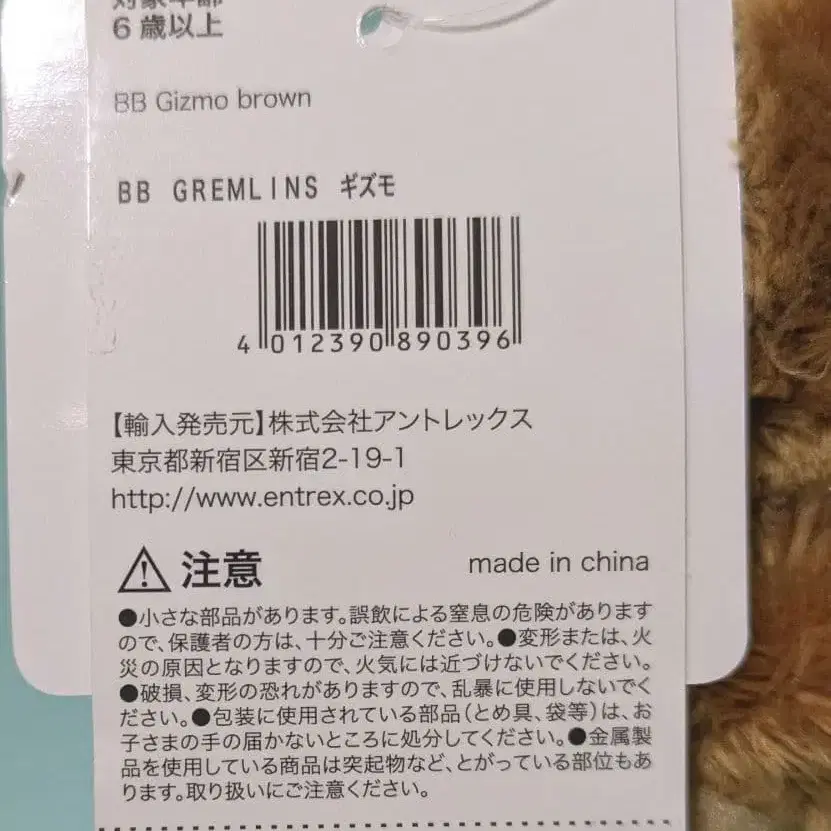 対象年齢
6歳以上
BB Gizmo brown
BB GREMLINS ギズモ
4 012390 890396
【輸入発売元】株式会社アントレックス
東京都新宿区新宿2-19-1
http://www.entrex.co.jp
注意
made in china
●小さな部品があります。誤飲による窒息の危険があります
ので、保護者の方は、十分ご注意ください。●変形または、火
災の原因となりますので、火気には近づけないでください。
●破損、変形の恐れがありますので、乱暴に使用しないでく
ださい。●包装に使用されている部品(とめ具、袋等)は、お
子さまの手の届かないところに処分してください。●金属製
品を使用している商品は突起物など、とがっている部位もあ
ります。取り扱いにご注意ください。